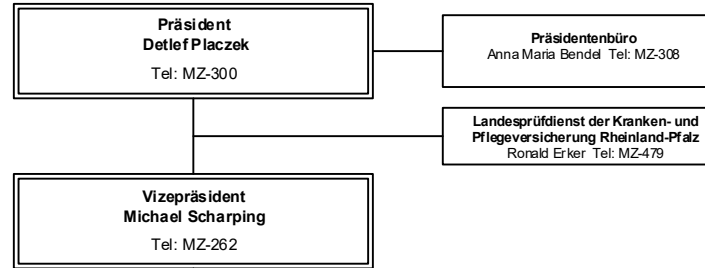 Präsident
Detlef Placzek
Tel: MZ-300
Präsidentenbüro
Anna Maria Bendel Tel: MZ-308
Landesprüfdienst der Kranken- und
Pflegeversicherung Rheinland-Pfalz
Ronald Erker Tel: MZ-479
Vizepräsident
Michael Scharping
Tel: MZ-262